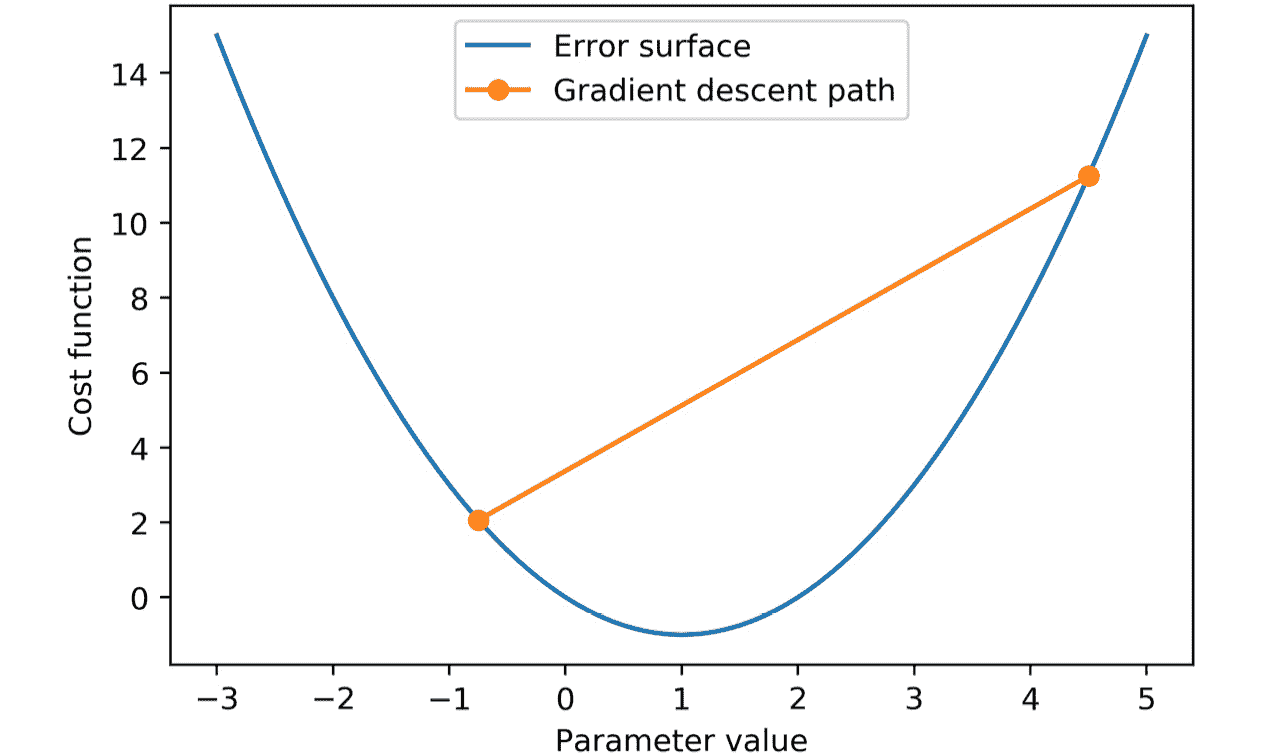 Error surface
Gradient descent path
14
12
10
8
6
4
2
0
Cost function
−3 −2 −1 0 1 2 3 4 5
Parameter value